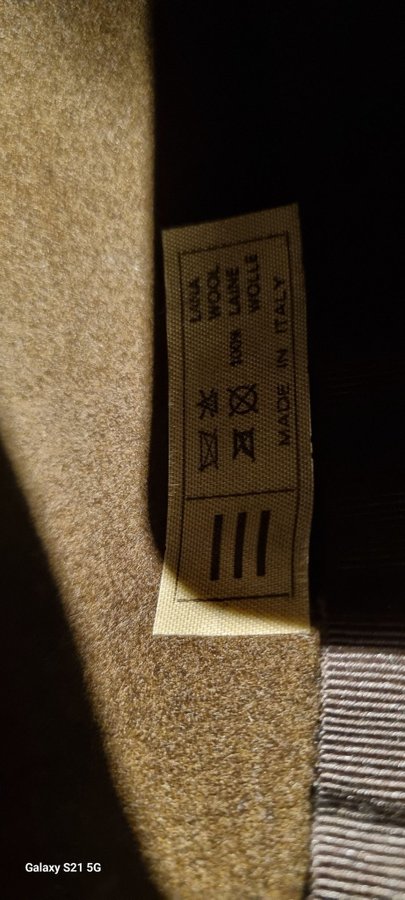 LANA
WOOL
100% LAINE
WOLLE
MADE IN ITALY
Galaxy S21 5G